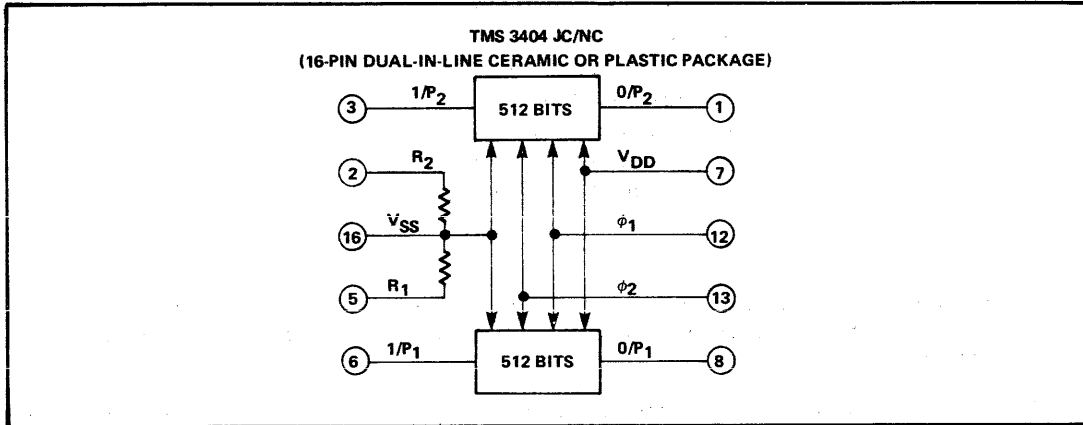 TMS 3404 JC/NC
(16-PIN DUAL-IN-LINE CERAMIC OR PLASTIC PACKAGE)
3 1/P2 512 BITS 0/P2 1
2 R2 VDD 7
16 VSS ϕ1 12
5 R1 ϕ2 13
6 1/P1 512 BITS 0/P1 8